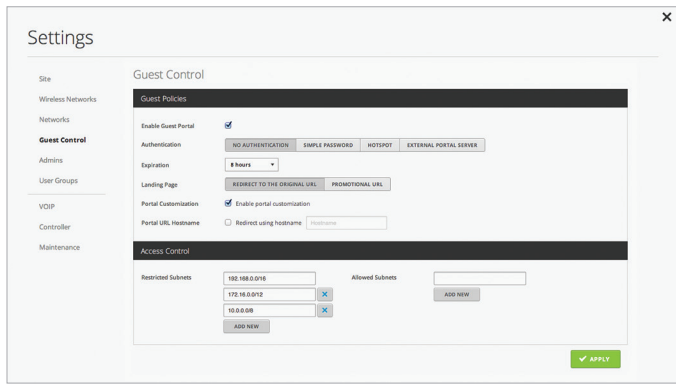 Settings
Site
Wireless Networks
Networks
Guest Control
Admins
User Groups
VOIP
Controller
Maintenance
Guest Control
Guest Policies
Enable Guest Portal
Authentication NO AUTHENTICATION SIMPLE PASSWORD HOTSPOT EXTERNAL PORTAL SERVER
Expiration 8 hours
Landing Page REDIRECT TO THE ORIGINAL URL PROMOTIONAL URL
Portal Customization Enable portal customization
Portal URL Hostname Redirect using hostname Hostname
Access Control
Restricted Subnets 192.168.0.0/16 Allowed Subnets
172.16.0.0/12 ADD NEW
10.0.0.0/8
ADD NEW
APPLY